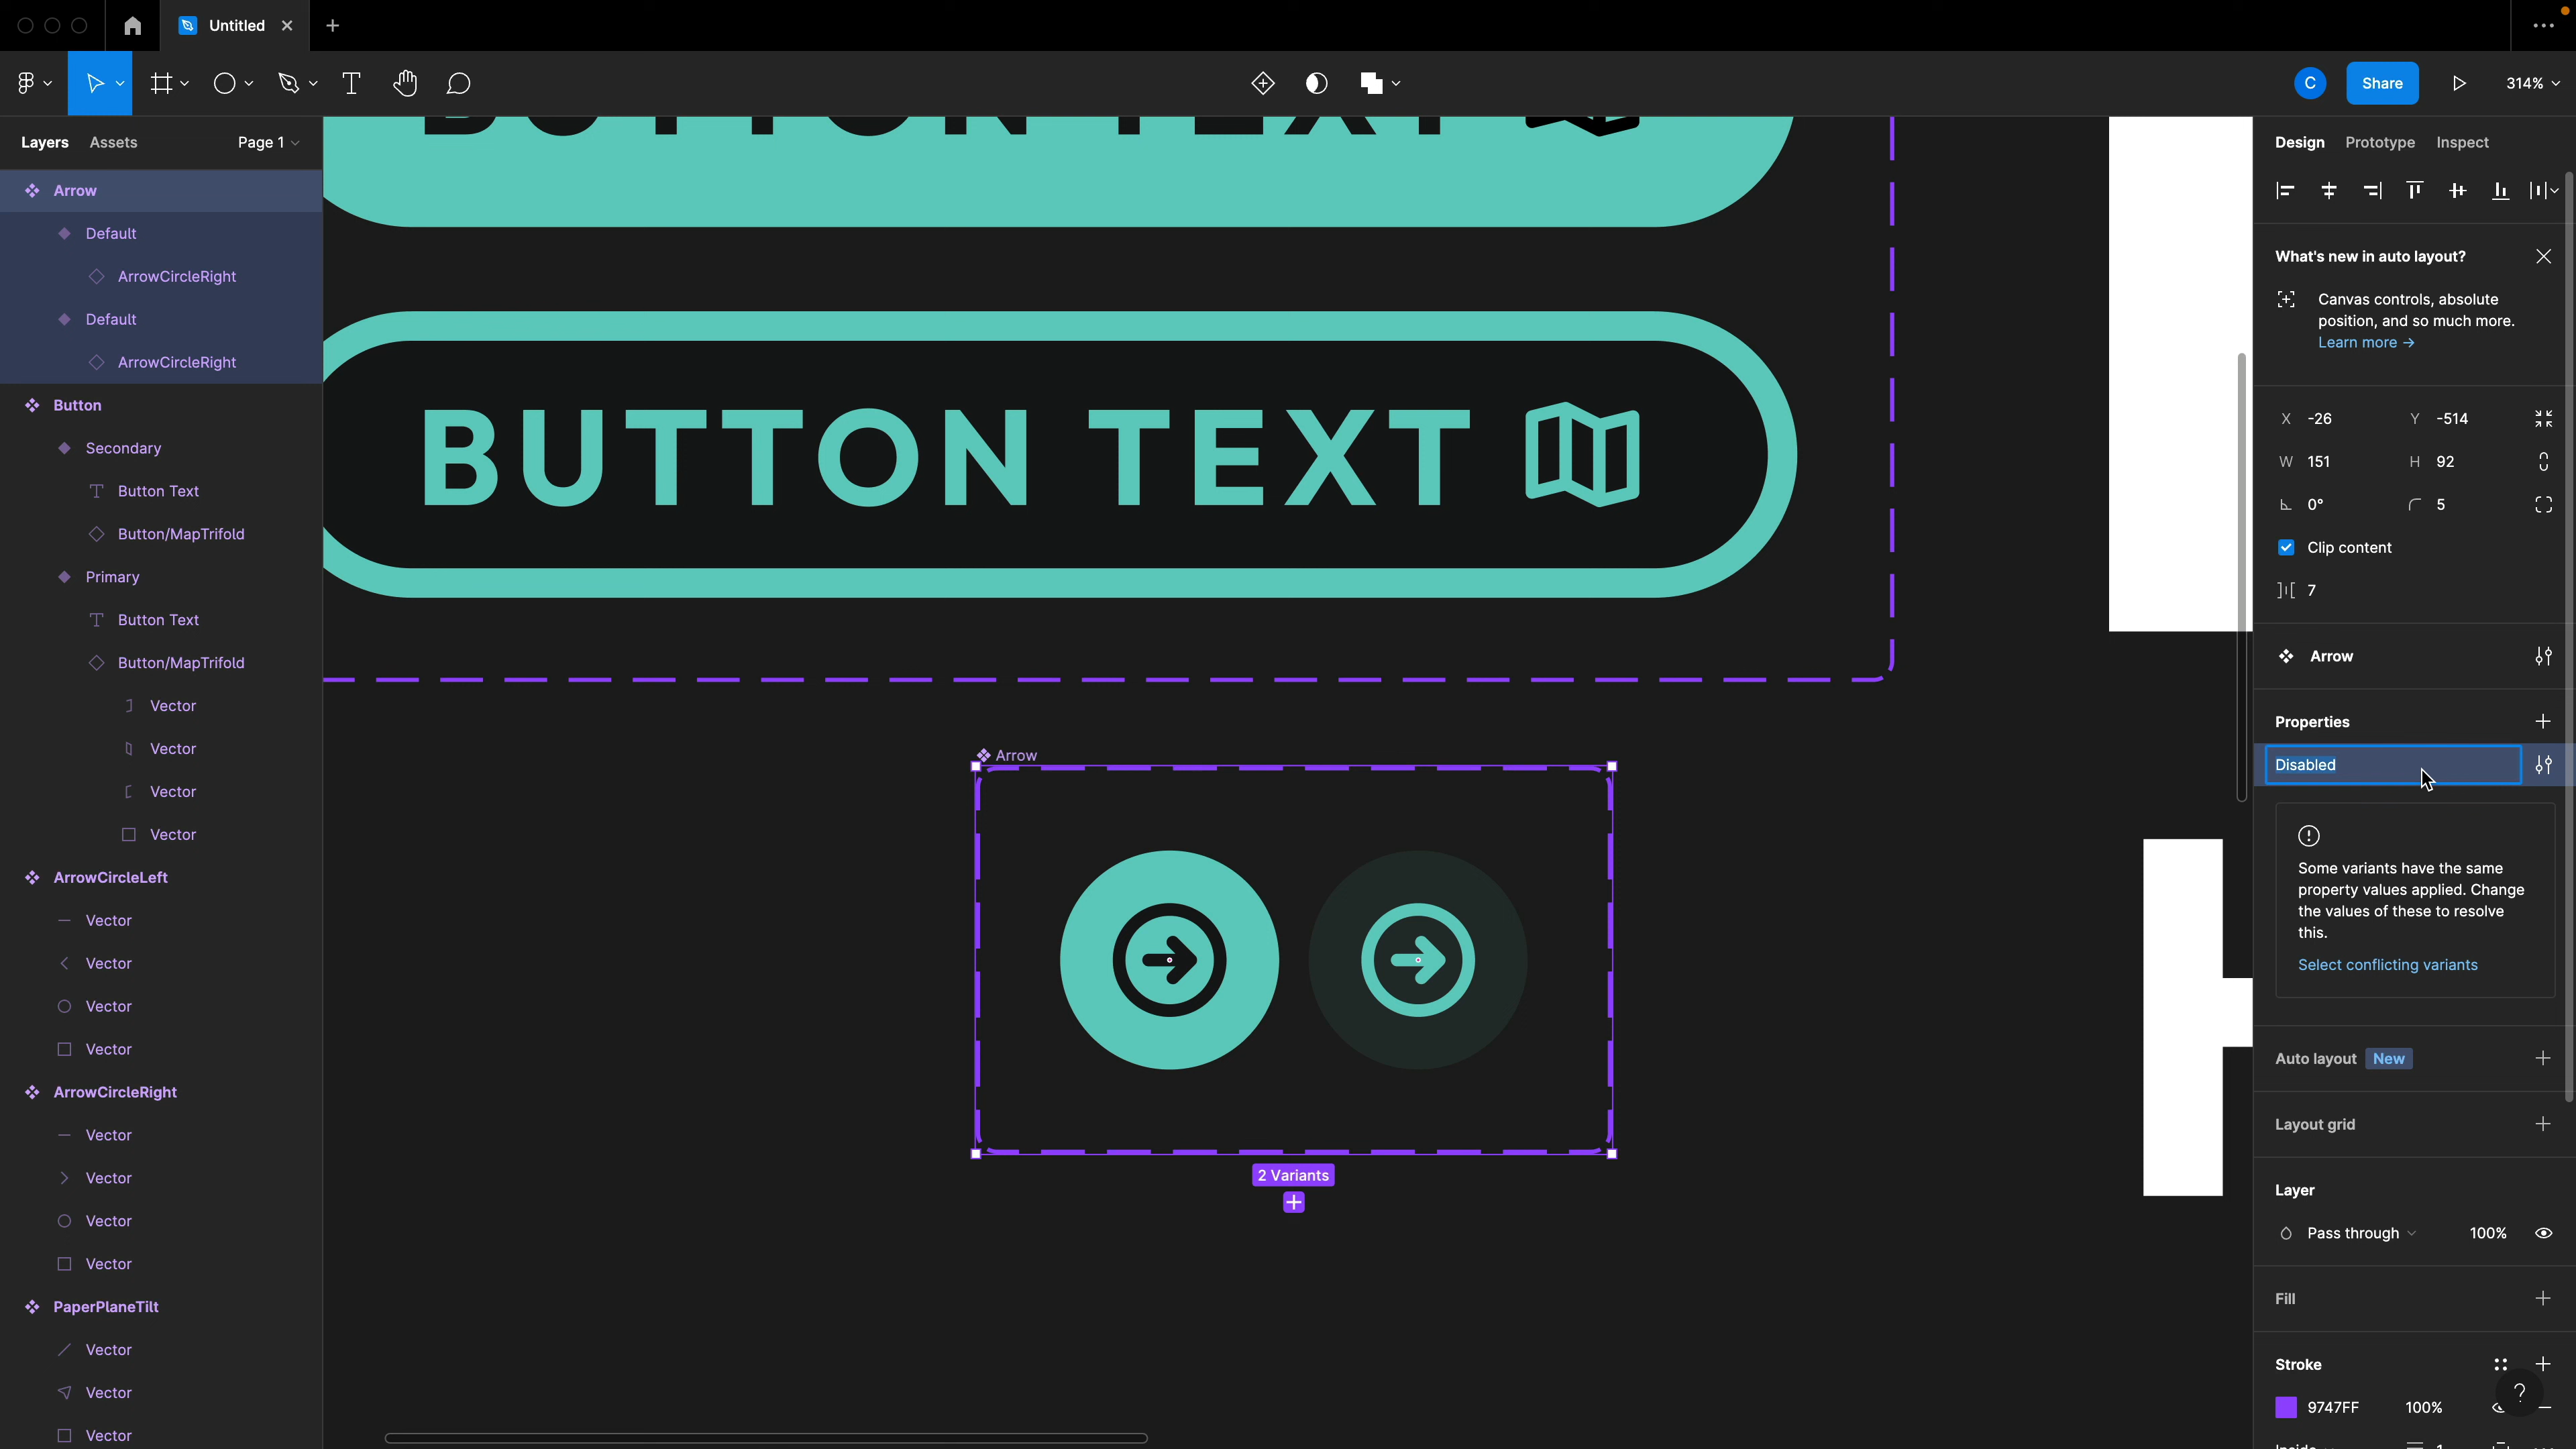 Untitled
C
Share
314%
Layers
Assets
Page 1
Arrow
Default
ArrowCircleRight
Default
ArrowCircleRight
Button
Secondary
Button Text
Button/MapTrifold
Primary
Button Text
Button/MapTrifold
Vector
Vector
Vector
Vector
ArrowCircleLeft
Vector
Vector
Vector
Vector
ArrowCircleRight
Vector
Vector
Vector
Vector
PaperPlaneTilt
Vector
Vector
Vector
BUTTON TEXT
BUTTON TEXT
Arrow
2 Variants
Design
Prototype
Inspect
What's new in auto layout?
Canvas controls, absolute
position, and so much more.
Learn more →
X -26 Y -514
W 151 H 92
0° 5
Clip content
7
Arrow
Properties
Disabled
Some variants have the same
property values applied. Change
the values of these to resolve
this.
Select conflicting variants
Auto layout New
Layout grid
Layer
Pass through 100%
Fill
Stroke
9747FF 100%
?